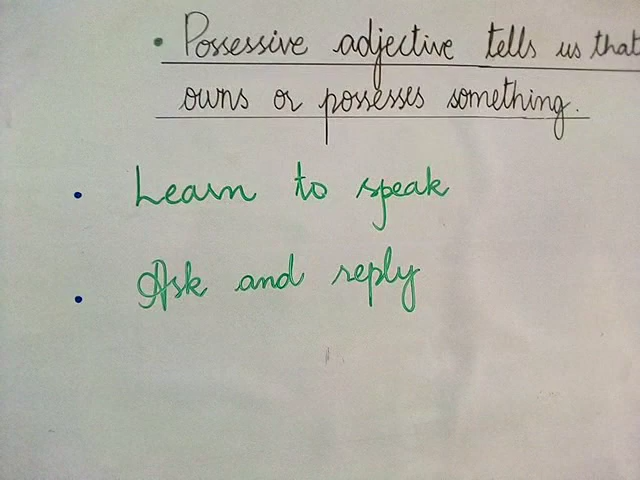 • Possessive adjective tells us that
owns or possesses something.
• Learn to speak
• Ask and reply